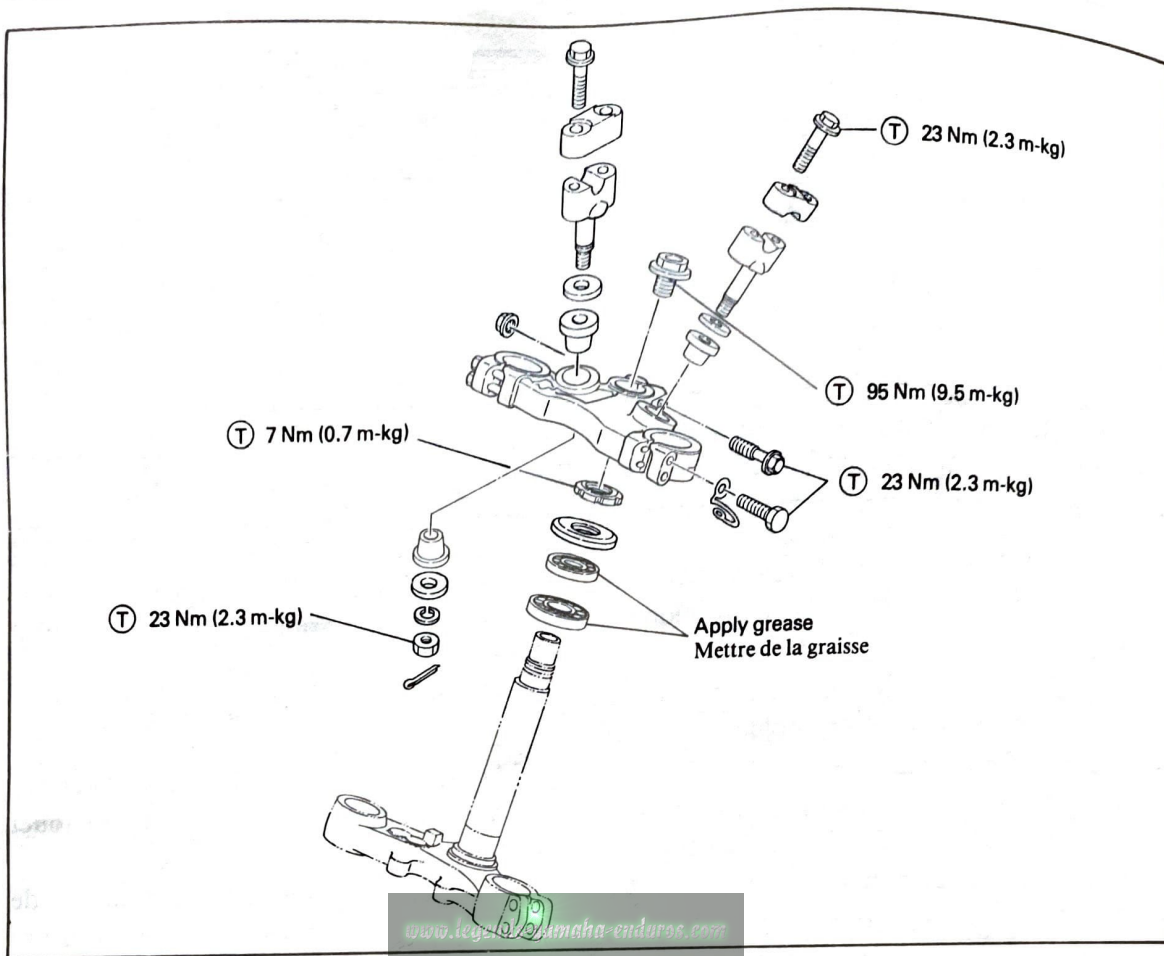 T 23 Nm (2.3 m-kg)
T 95 Nm (9.5 m-kg)
T 7 Nm (0.7 m-kg)
T 23 Nm (2.3 m-kg)
T 23 Nm (2.3 m-kg)
Apply grease
Mettre de la graisse